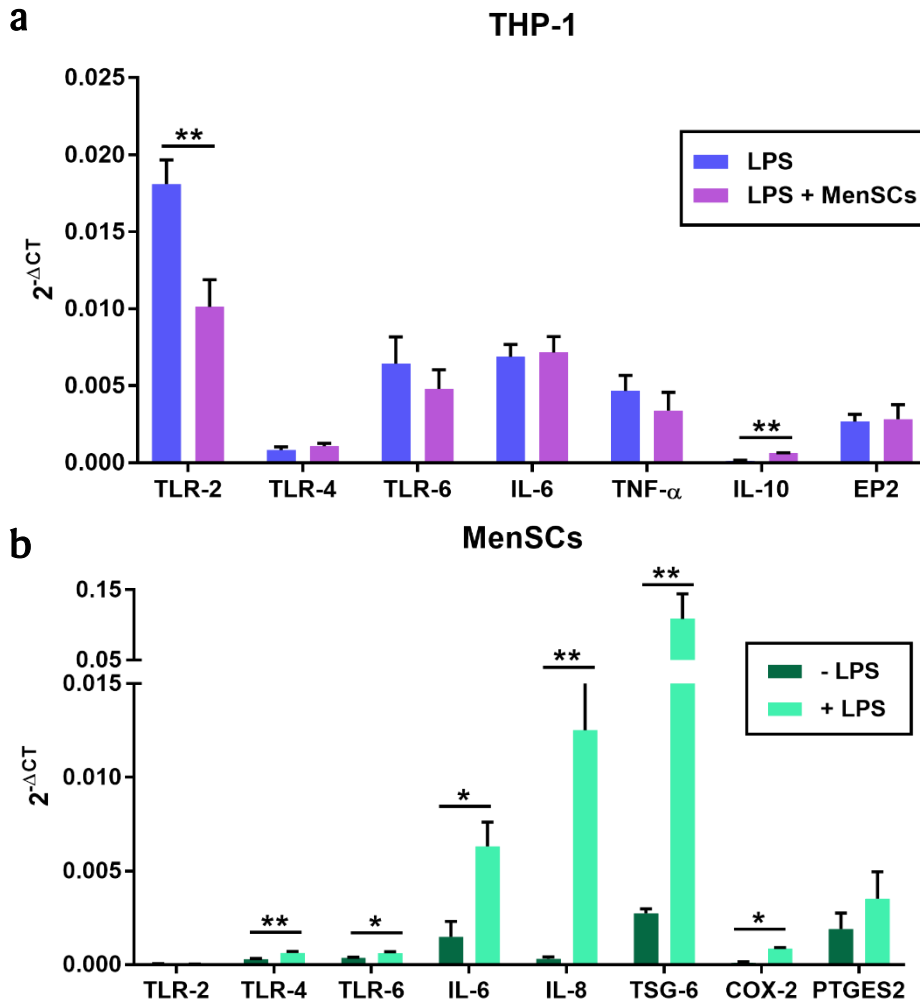 a
THP-1
0.025
**
0.020
LPS
LPS + MenSCs
0.015
2^-ΔCT
0.010
0.005
**
0.000
TLR-2 TLR-4 TLR-6 IL-6 TNF-α IL-10 EP2
b
MenSCs
0.15
**
0.05
**
- LPS
+ LPS
0.015
2^-ΔCT
0.010
*
0.005
** * *
0.000
TLR-2 TLR-4 TLR-6 IL-6 IL-8 TSG-6 COX-2 PTGES2